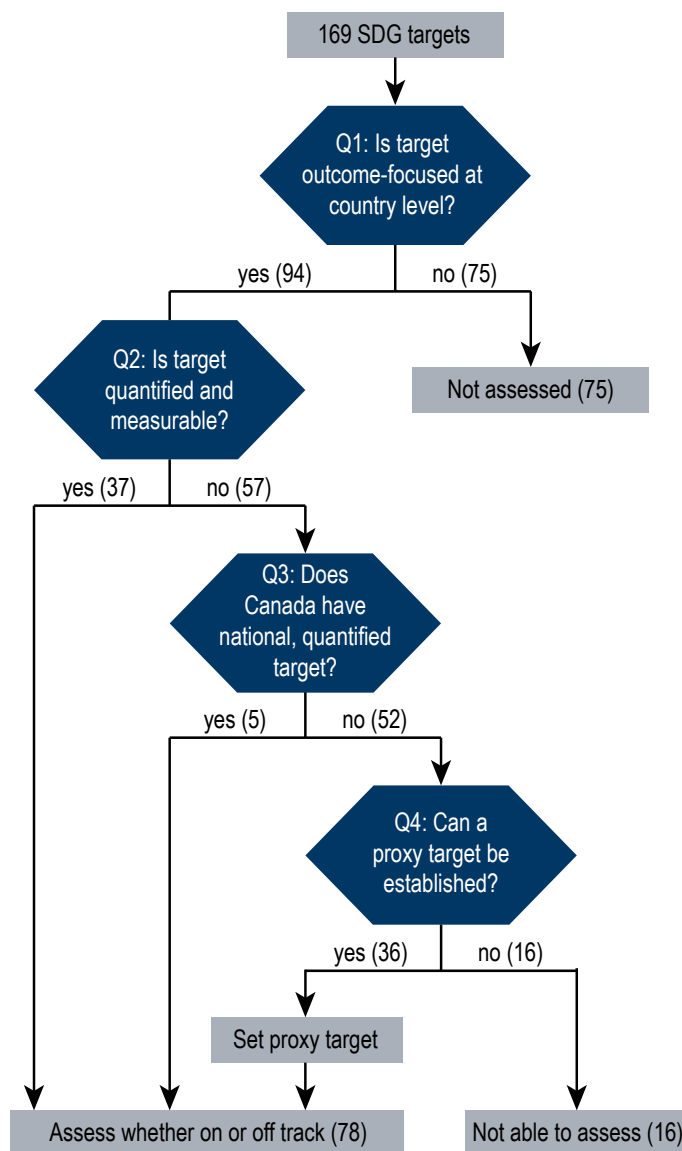 169 SDG targets
Q1: Is target
outcome-focused at
country level?
yes (94)
no (75)
Q2: Is target
quantified and
measurable?
Not assessed (75)
yes (37)
no (57)
Q3: Does
Canada have
national, quantified
target?
yes (5)
no (52)
Q4: Can a
proxy target be
established?
yes (36)
no (16)
Set proxy target
Assess whether on or off track (78)
Not able to assess (16)